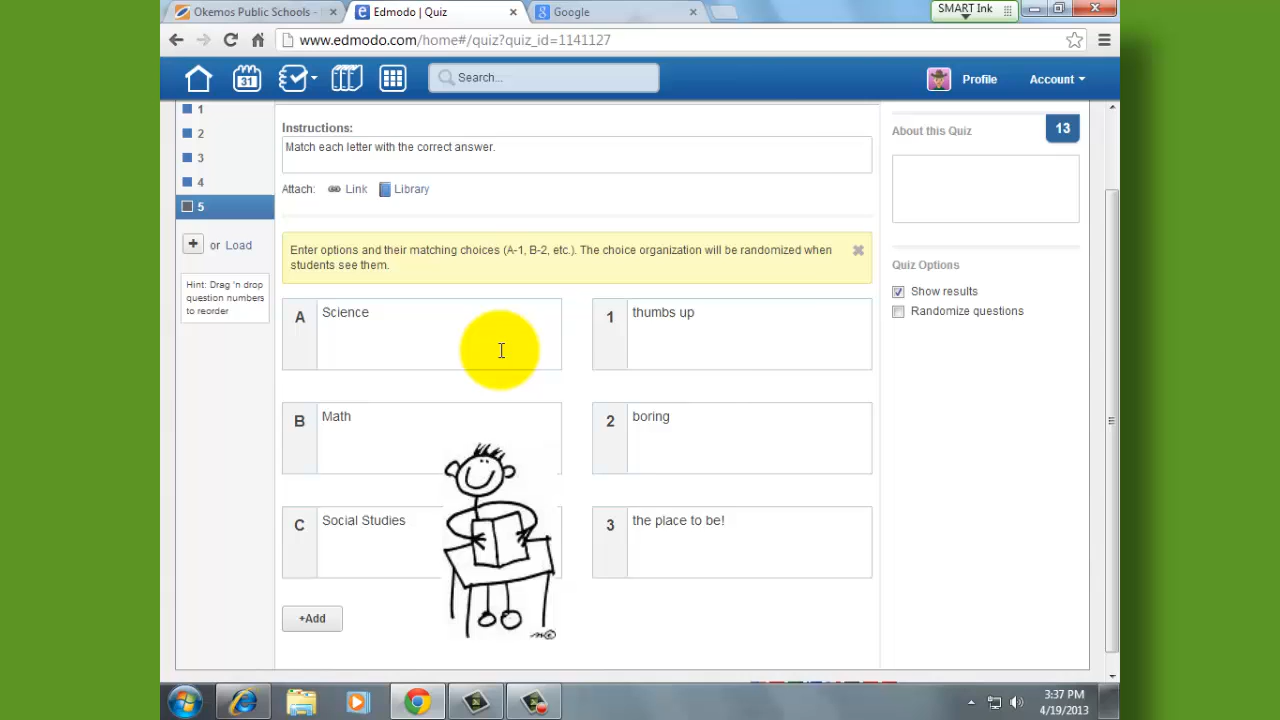 Okemos Public Schools -
Edmodo | Quiz
Google
SMART Ink
www.edmodo.com/home#/quiz?quiz_id=1141127
31
Search...
Profile
Account
1
2
3
4
5
or Load
Hint: Drag 'n drop
question numbers
to reorder
Instructions:
Match each letter with the correct answer.
Attach: Link Library
Enter options and their matching choices (A-1, B-2, etc.). The choice organization will be randomized when
students see them.
A Science
1 thumbs up
B Math
2 boring
C Social Studies
3 the place to be!
+Add
About this Quiz
13
Quiz Options
Show results
Randomize questions
3:37 PM
4/19/2013